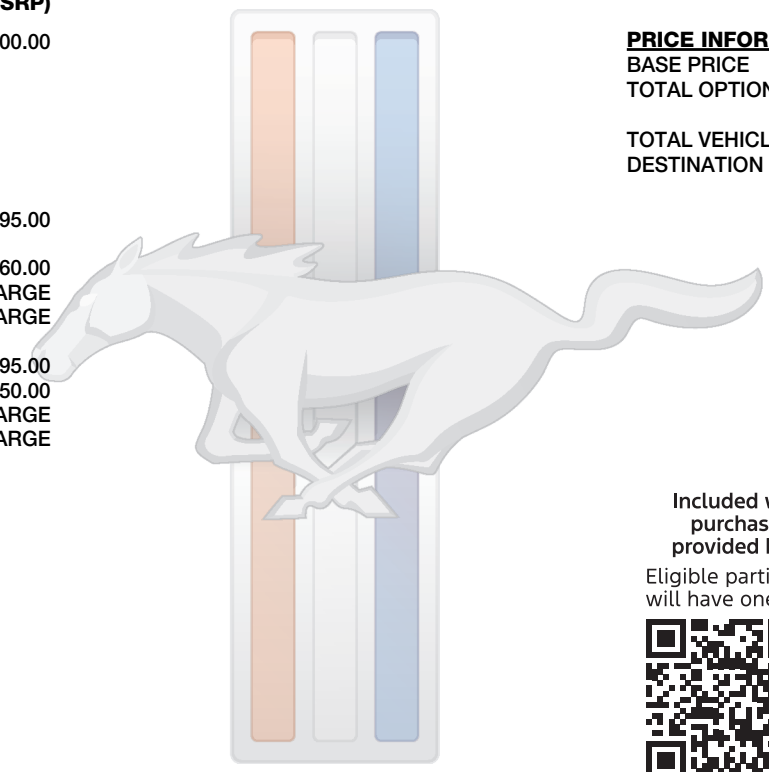 SRP)
00.00
95.00
60.00
ARGE
ARGE
95.00
50.00
ARGE
ARGE
PRICE INFOR
BASE PRICE
TOTAL OPTION
TOTAL VEHICL
DESTINATION
Included w
purchas
provided b
Eligible parti
will have one